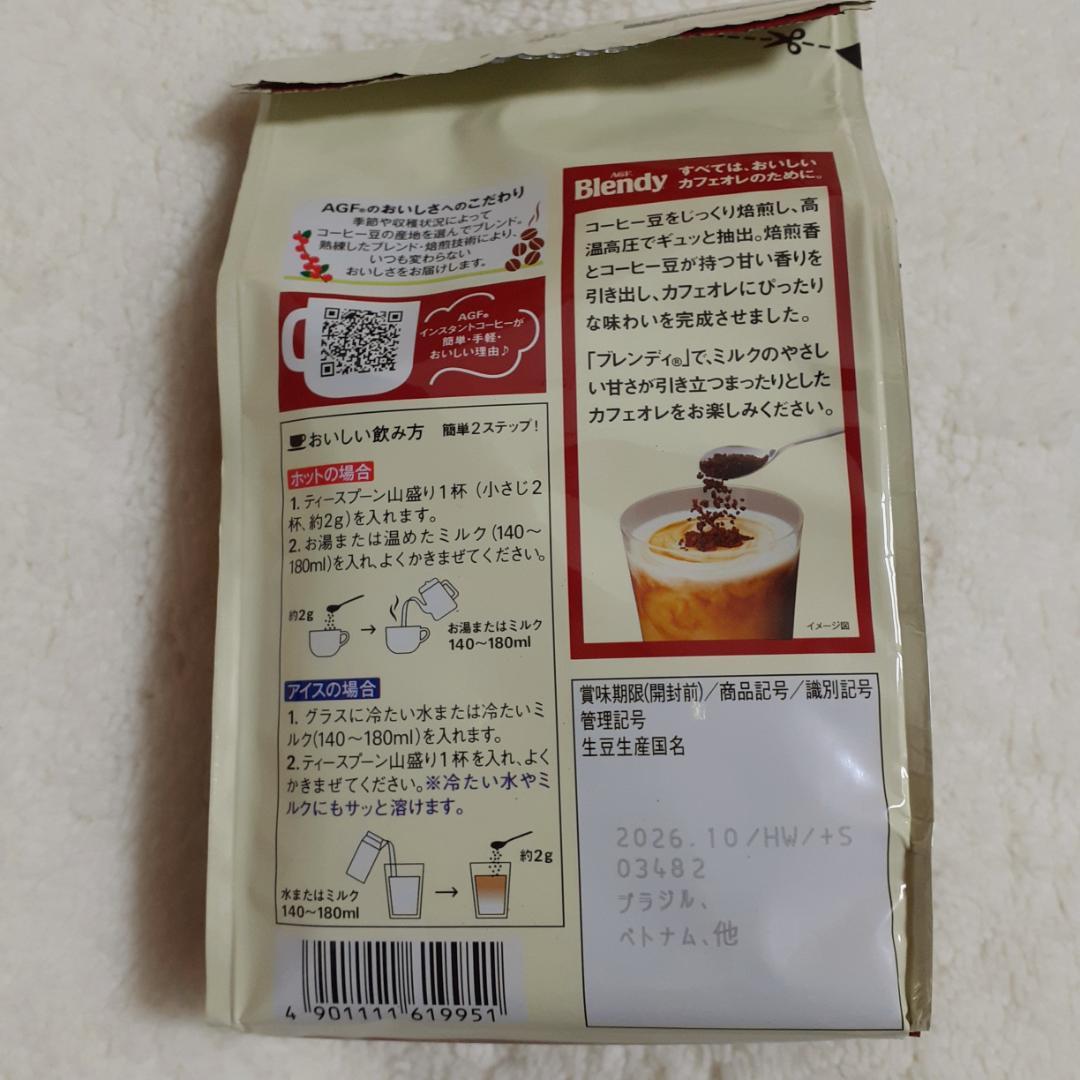 AGF®のおいしさへのこだわり
季節や収穫状況によって
コーヒー豆の産地を選んでブレンド。
熟練したブレンド・焙煎技術により、
いつも変わらない
おいしさをお届けします。
AGF®
インスタントコーヒーが
簡単・手軽・
おいしい理由♪
おいしい飲み方 簡単2ステップ!
ホットの場合
1. ティースプーン山盛り1杯 (小さじ2
杯、約2g)を入れます。
2. お湯または温めたミルク(140〜
180ml)を入れ、よくかきまぜてください。
約2g
お湯またはミルク
140〜180ml
アイスの場合
1. グラスに冷たい水または冷たいミ
ルク(140〜180ml)を入れます。
2. ティースプーン山盛り1杯を入れ、よく
かきまぜてください。※冷たい水やミ
ルクにもサッと溶けます。
約2g
水またはミルク
140〜180ml
4 901111 619951
AGF
Blendy
すべては、おいしい
カフェオレのために。
コーヒー豆をじっくり焙煎し、高
温高圧でギュッと抽出。焙煎香
とコーヒー豆が持つ甘い香りを
引き出し、カフェオレにぴったり
な味わいを完成させました。
「ブレンディ®」で、ミルクのやさし
い甘さが引き立つまったりとした
カフェオレをお楽しみください。
イメージ図
賞味期限(開封前)/商品記号/識別記号
管理記号
生豆生産国名
2026.10/HW/+S
03482
ブラジル、
ベトナム、他